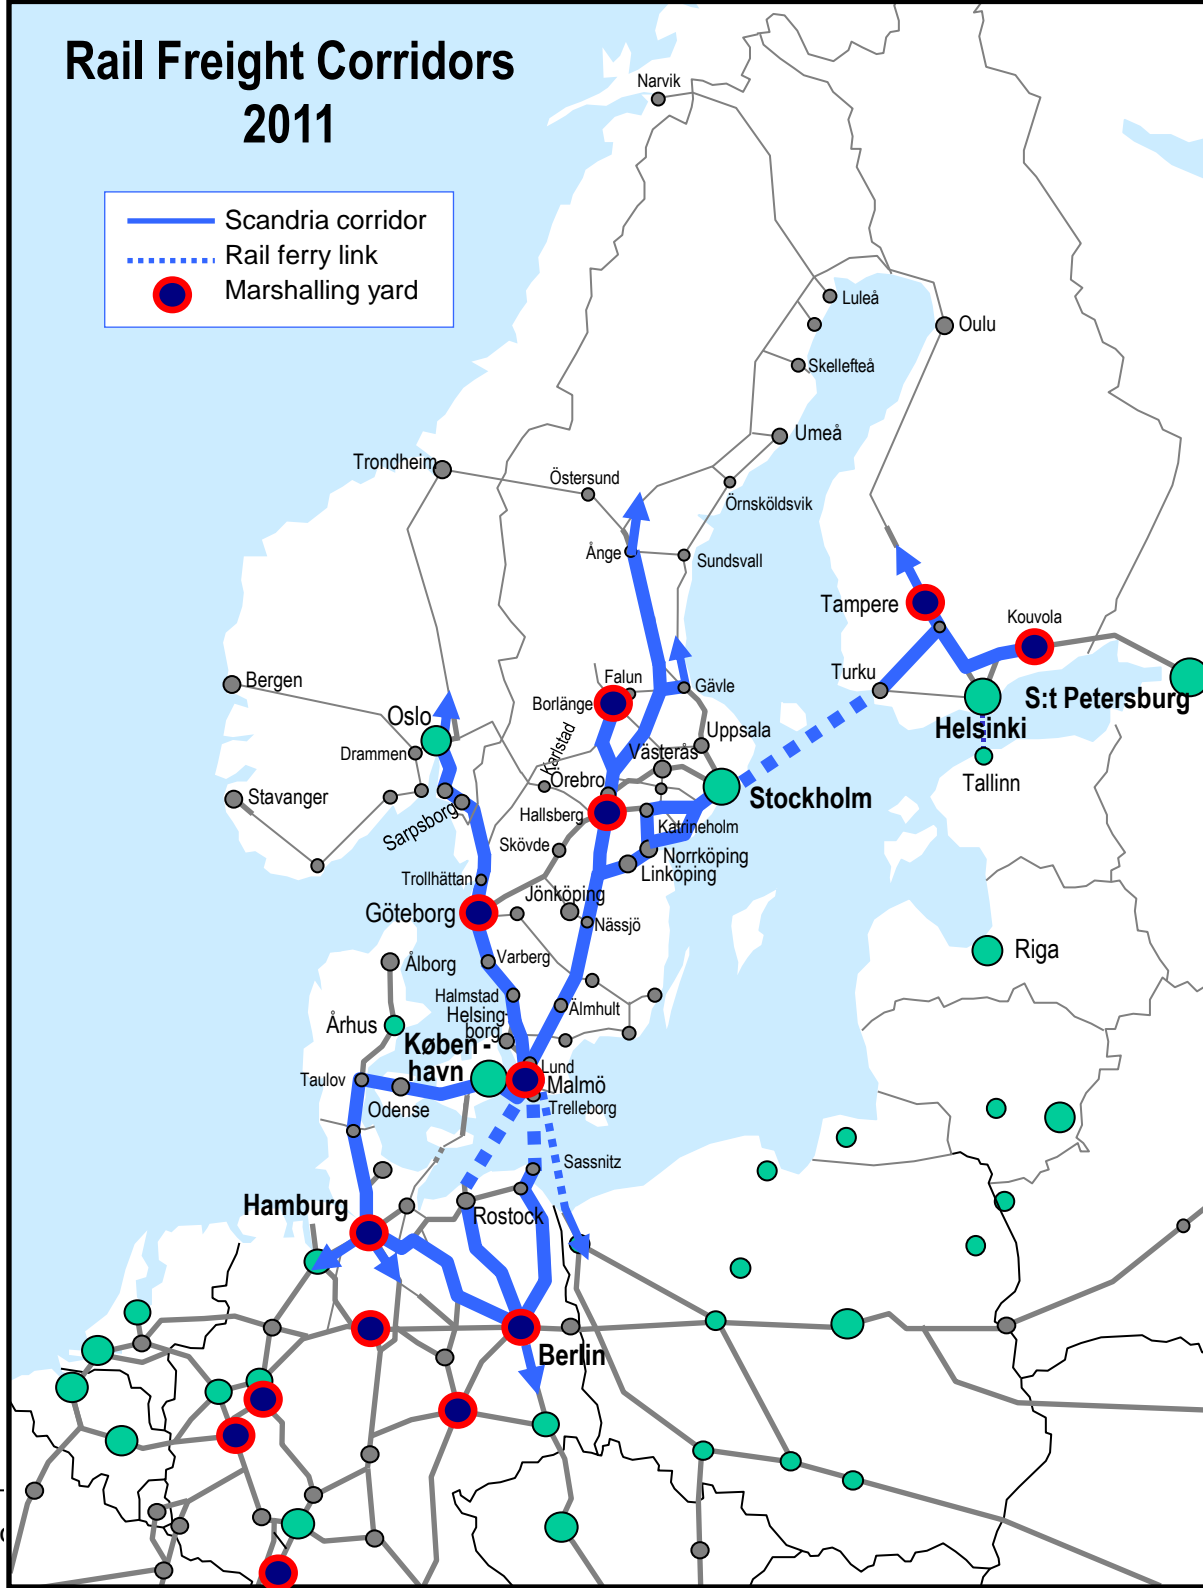 Rail Freight Corridors
2011
Scandria corridor
Rail ferry link
Marshalling yard
Narvik
Luleå
Oulu
Skellefteå
Umeå
Trondheim
Östersund
Örnsköldsvik
Ånge
Sundsvall
Tampere
Kouvola
Turku
S:t Petersburg
Helsinki
Tallinn
Bergen
Falun
Gävle
Borlänge
Oslo
Uppsala
Drammen
Karlstad
Västerås
Örebro
Stavanger
Stockholm
Sarpsborg
Hallsberg
Katrineholm
Skövde
Norrköping
Linköping
Trollhättan
Jönköping
Göteborg
Nässjö
Riga
Varberg
Ålborg
Halmstad
Älmhult
Helsing-
borg
Århus
Køben-
havn
Lund
Taulov
Malmö
Odense
Trelleborg
Sassnitz
Hamburg
Rostock
Berlin